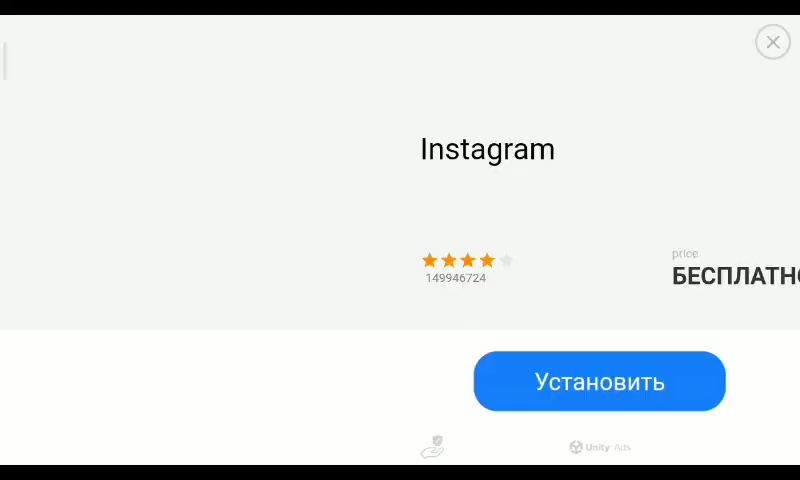 Instagram
149946724
price
БЕСПЛАТНО
Установить
Unity Ads